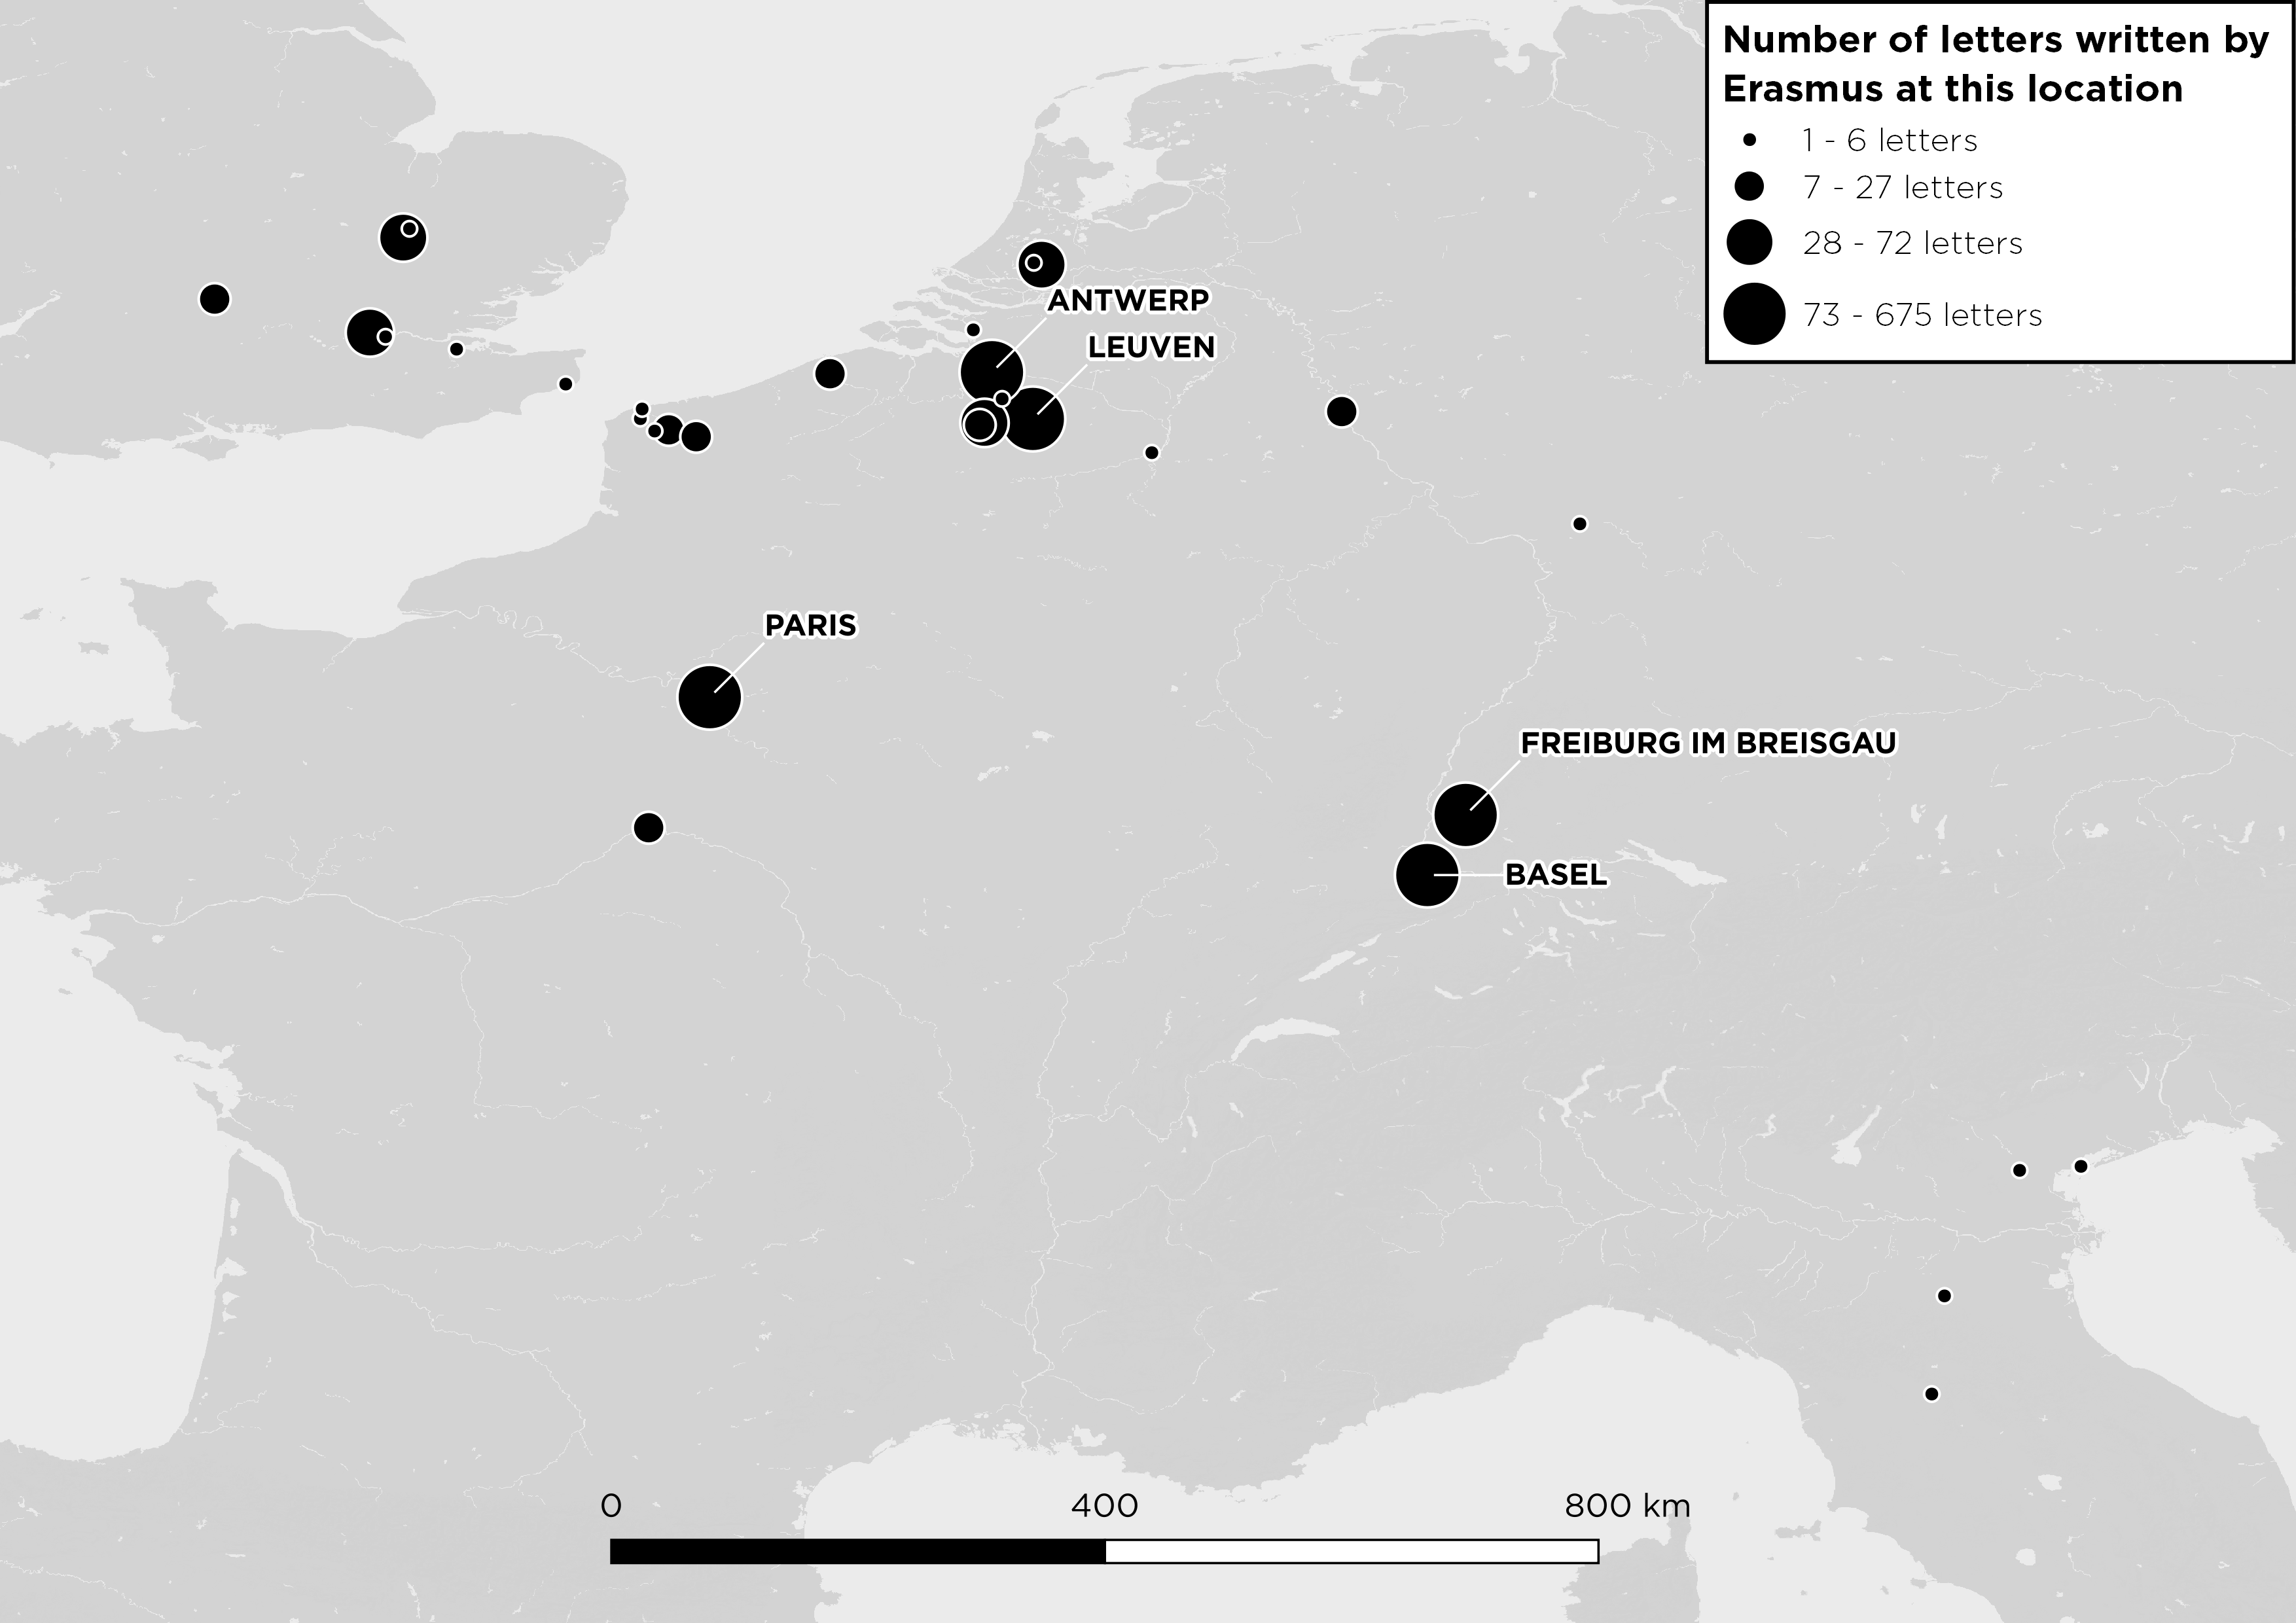 Number of letters written by
Erasmus at this location
1 - 6 letters
7 - 27 letters
28 - 72 letters
73 - 675 letters
ANTWERP
LEUVEN
PARIS
FREIBURG IM BREISGAU
BASEL
0 400 800 km